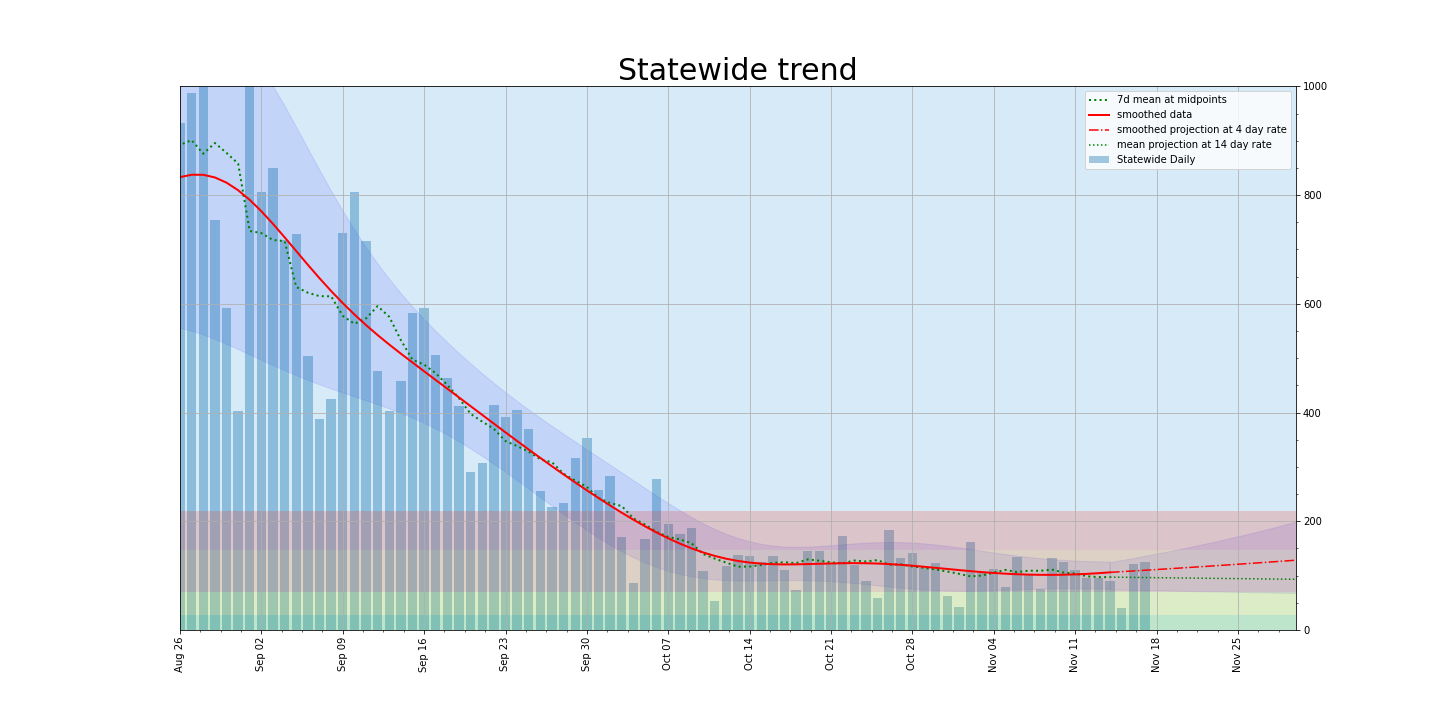 Statewide trend
7d mean at midpoints
smoothed data
smoothed projection at 4 day rate
mean projection at 14 day rate
Statewide Daily
1000
800
600
400
200
0
Aug 26
Sep 02
Sep 09
Sep 16
Sep 23
Sep 30
Oct 07
Oct 14
Oct 21
Oct 28
Nov 04
Nov 11
Nov 18
Nov 25